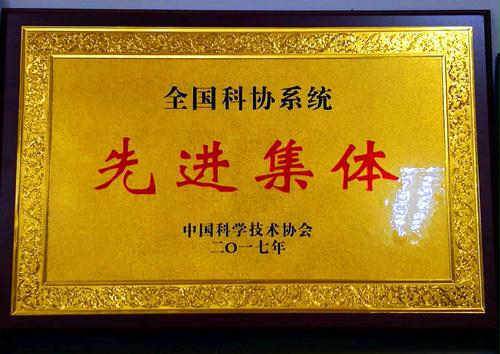 全国科协系统
先进集体
中国科学技术协会
二〇一七年